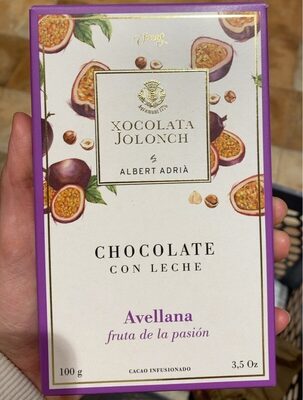 XOCOLATA
JOLONCH
&
ALBERT ADRIÀ
CHOCOLATE
CON LECHE
Avellana
fruta de la pasión
100 g
3,5 Oz
CACAO INFUSIONADO